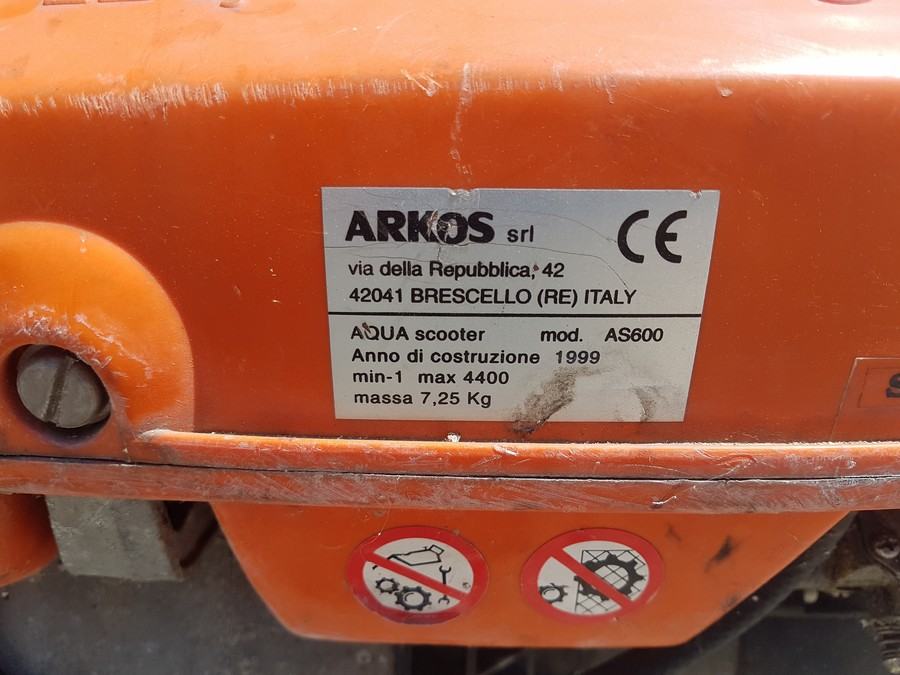 ARKOS srl CE
via della Repubblica, 42
42041 BRESCELLO (RE) ITALY
AQUA scooter mod. AS600
Anno di costruzione 1999
min-1 max 4400
massa 7,25 Kg